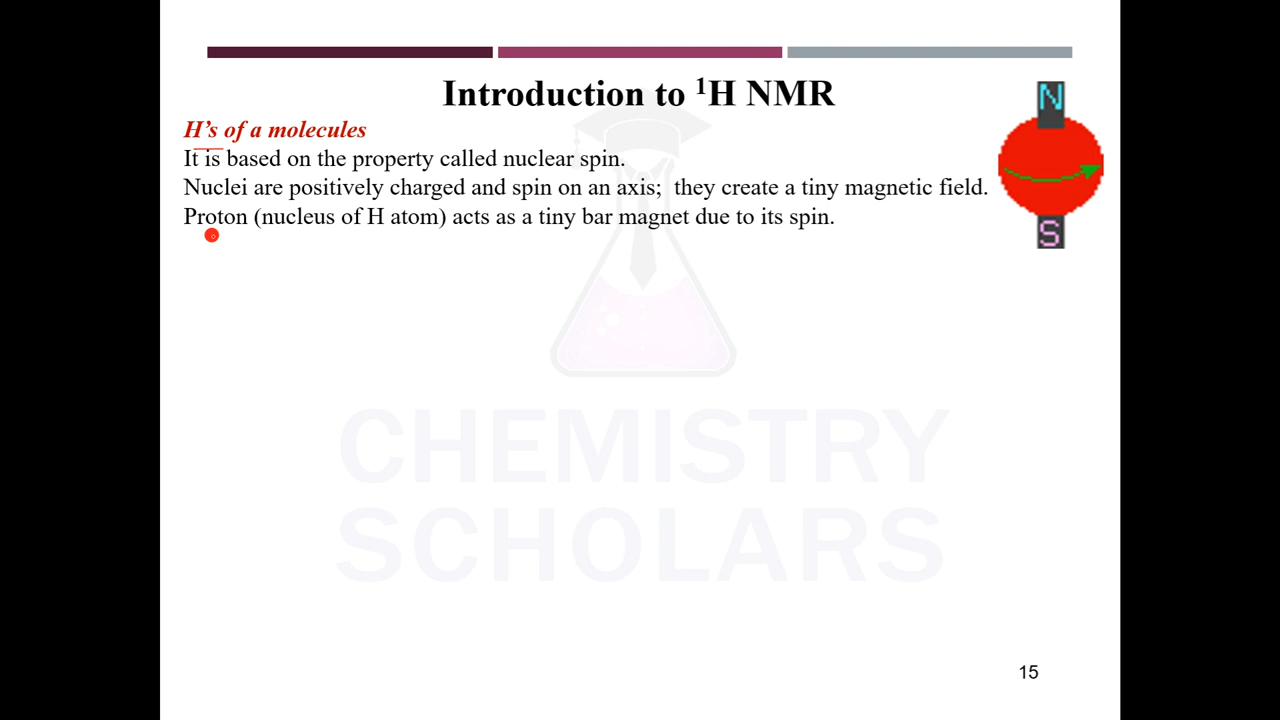 Introduction to ¹H NMR
N
H's of a molecules
It is based on the property called nuclear spin.
Nuclei are positively charged and spin on an axis;  they create a tiny magnetic field.
Proton (nucleus of H atom) acts as a tiny bar magnet due to its spin.
S
CHEMISTRY
SCHOLARS
15